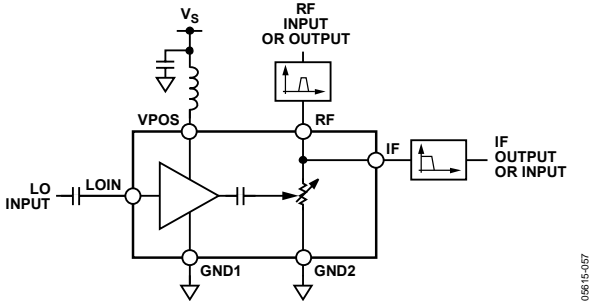 VS
RF
INPUT
OR OUTPUT
VPOS
RF
IF
IF
OUTPUT
OR INPUT
LO
INPUT
LOIN
GND1
GND2
05615-057